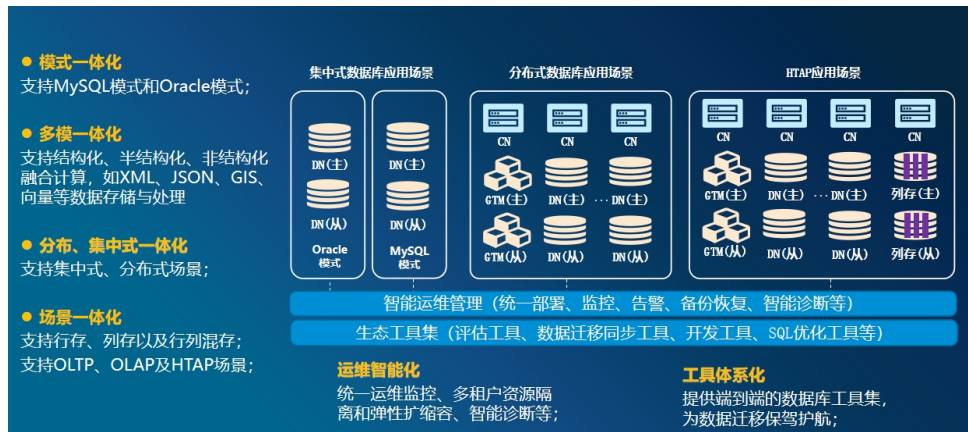 模式一体化
支持MySQL模式和Oracle模式；
多模一体化
支持结构化、半结构化、非结构化
融合计算，如XML、JSON、GIS、
向量等数据存储与处理
分布、集中式一体化
支持集中式、分布式场景；
场景一体化
支持行存、列存以及行列混存；
支持OLTP、OLAP及HTAP场景；
集中式数据库应用场景
DN(主)
DN(从)
Oracle
模式
DN(主)
DN(从)
MySQL
模式
分布式数据库应用场景
CN CN CN
GTM(主) DN(主) ... DN(主)
GTM(从) DN(从) DN(从)
HTAP应用场景
CN CN CN CN
GTM(主) DN(主) ... DN(主) 列存(主)
GTM(从) DN(从) DN(从) 列存(从)
智能运维管理（统一部署、监控、告警、备份恢复、智能诊断等）
生态工具集（评估工具、数据迁移同步工具、开发工具、SQL优化工具等）
运维智能化
统一运维监控、多租户资源隔
离和弹性扩缩容、智能诊断等；
工具体系化
提供端到端的数据库工具集，
为数据迁移保驾护航；